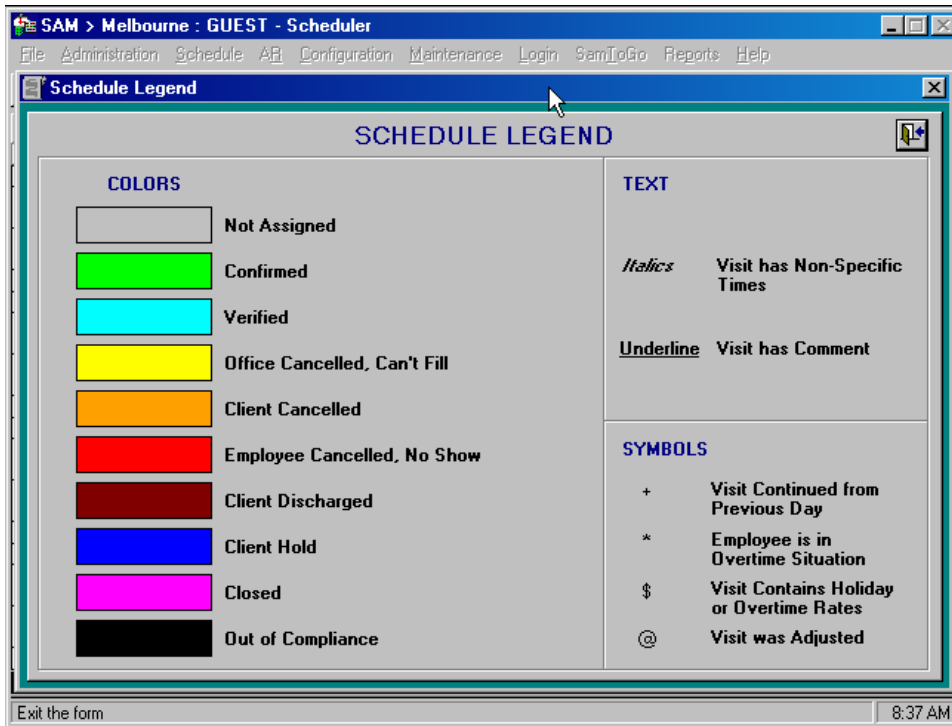 SAM > Melbourne : GUEST - Scheduler
File Administration Schedule AR Configuration Maintenance Login SamToGo Reports Help
Schedule Legend
SCHEDULE LEGEND
COLORS
Not Assigned
Confirmed
Verified
Office Cancelled, Can't Fill
Client Cancelled
Employee Cancelled, No Show
Client Discharged
Client Hold
Closed
Out of Compliance
TEXT
Italics Visit has Non-Specific
Times
Underline Visit has Comment
SYMBOLS
+ Visit Continued from
Previous Day
* Employee is in
Overtime Situation
$ Visit Contains Holiday
or Overtime Rates
@ Visit was Adjusted
Exit the form 8:37 AM